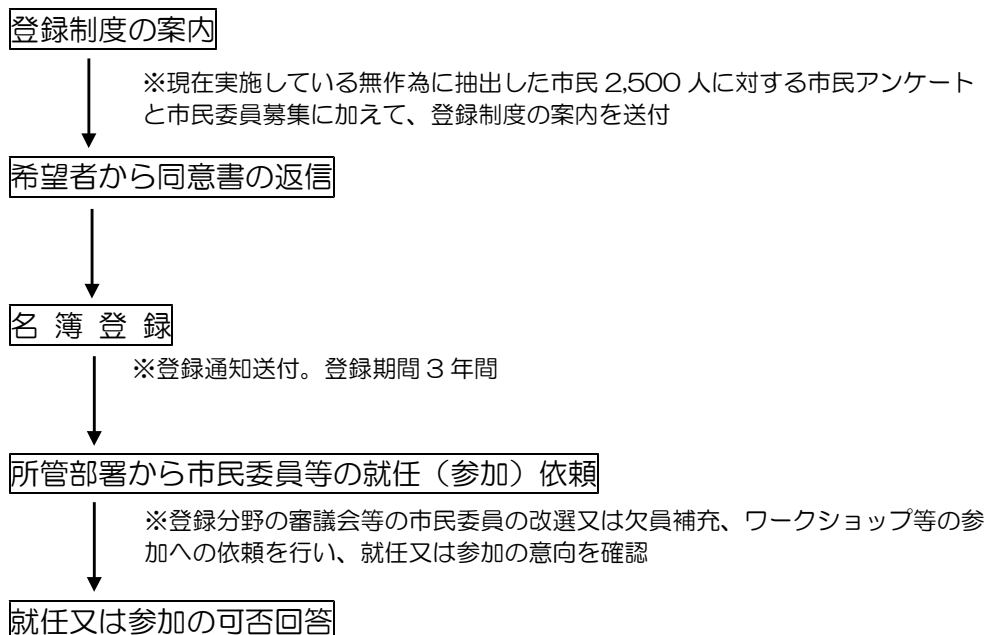 登録制度の案内
※現在実施している無作為に抽出した市民 2,500 人に対する市民アンケート
と市民委員募集に加えて、登録制度の案内を送付
希望者から同意書の返信
名 簿 登 録
※登録通知送付。登録期間 3 年間
所管部署から市民委員等の就任（参加）依頼
※登録分野の審議会等の市民委員の改選又は欠員補充、ワークショップ等の参
加への依頼を行い、就任又は参加の意向を確認
就任又は参加の可否回答